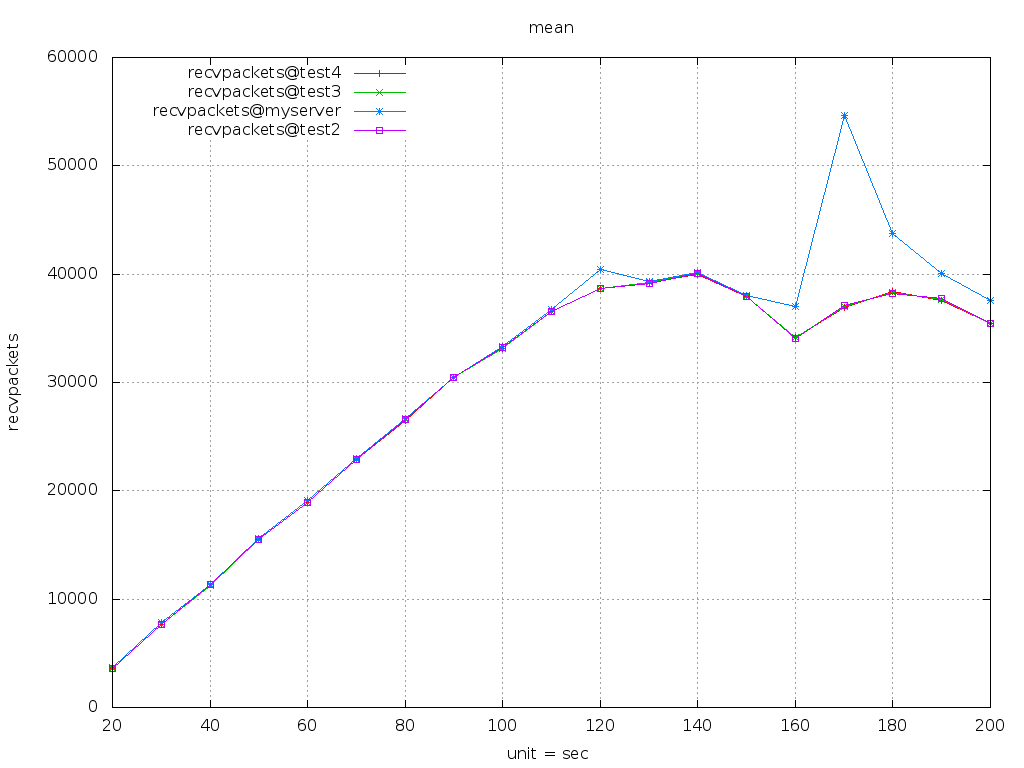 mean
60000
50000
40000
30000
20000
10000
0
recvpackets@test4
recvpackets@test3
recvpackets@myserver
recvpackets@test2
recvpackets
20 40 60 80 100 120 140 160 180 200
unit = sec